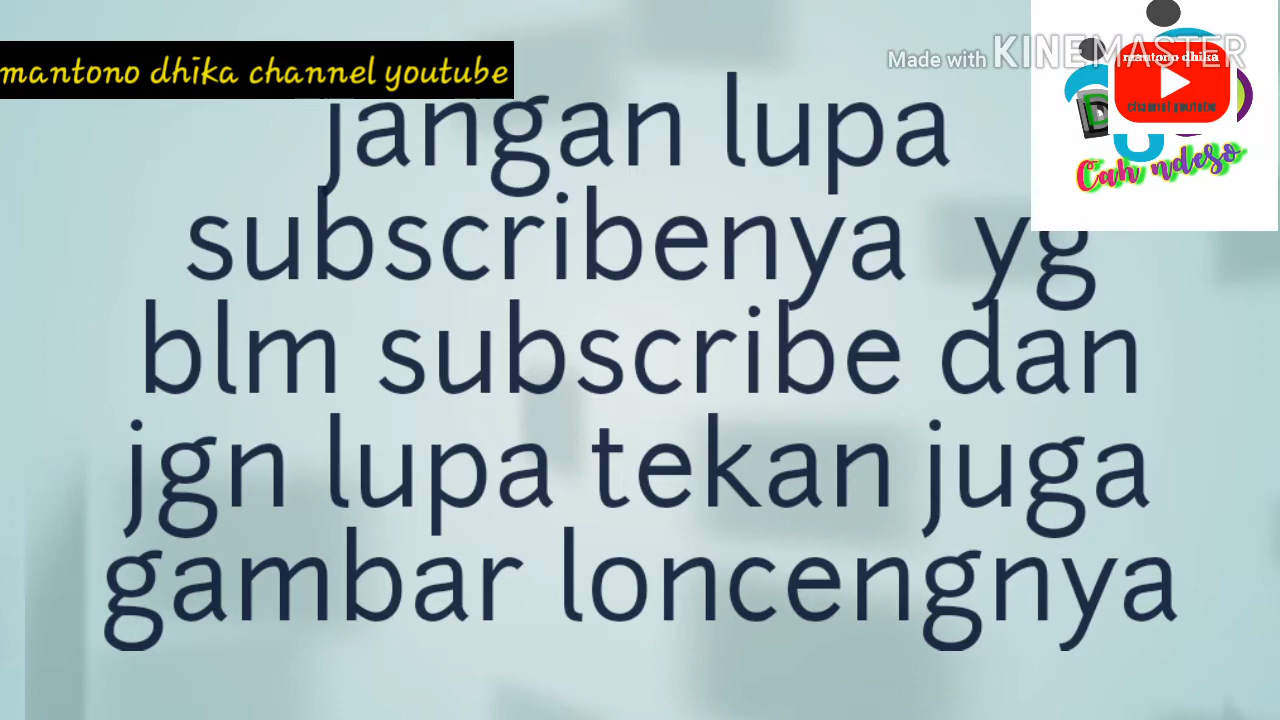 mantono dhika channel youtube
Made with KINEMASTER
mantono dhika
channel youtube
Cah ndeso
jangan lupa
subscribenya yg
blm subscribe dan
jgn lupa tekan juga
gambar loncengnya